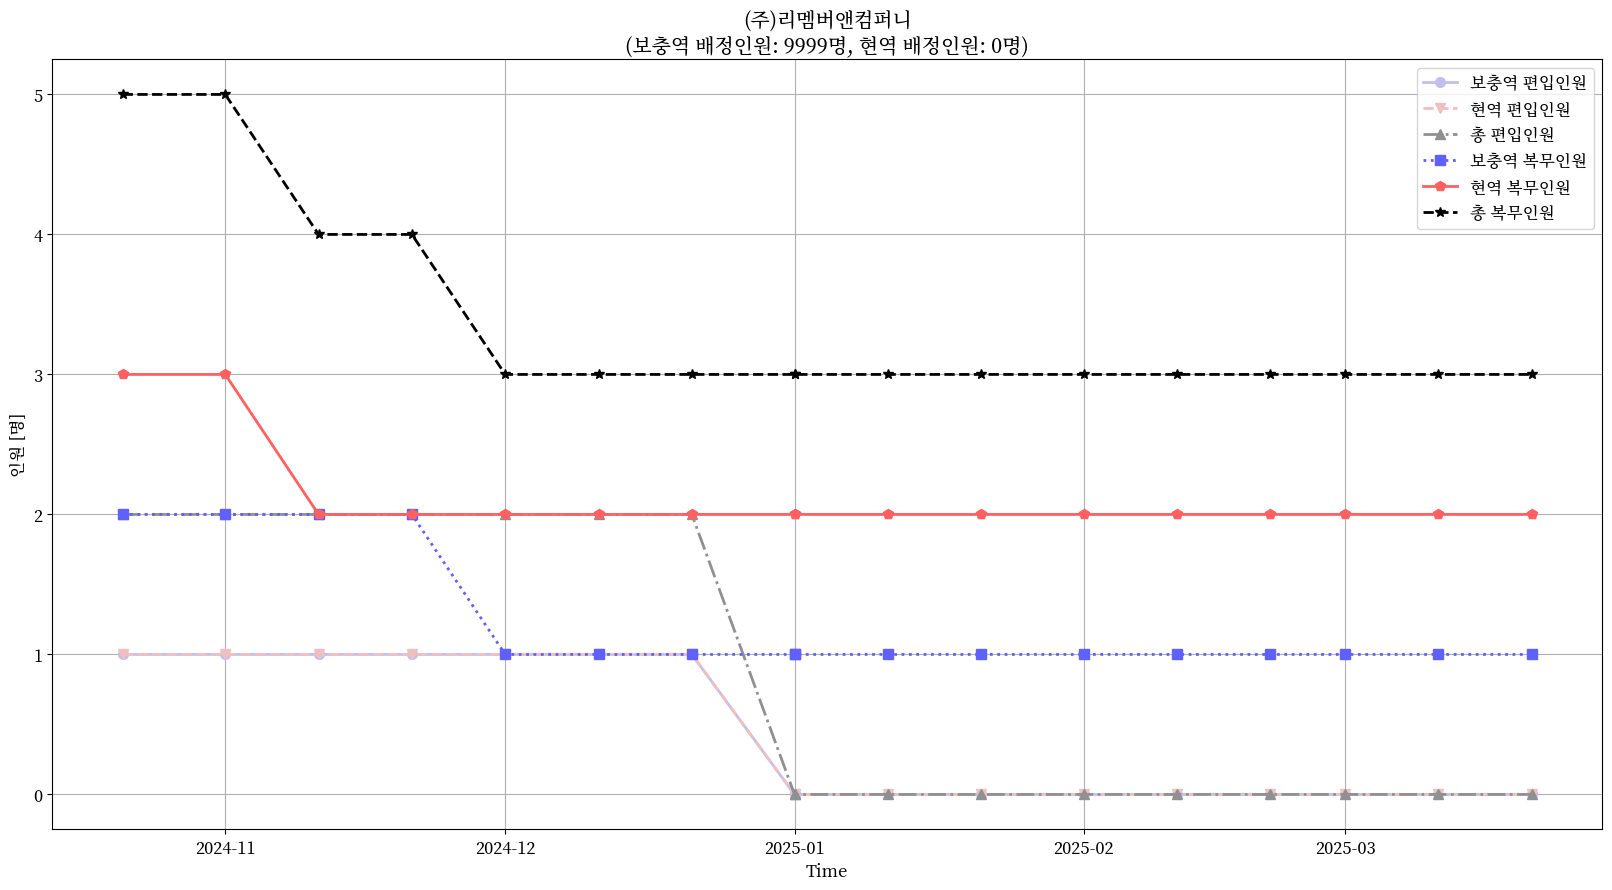 (주)리멤버앤컴퍼니
(보충역 배정인원: 9999명, 현역 배정인원: 0명)
보충역 편입인원
현역 편입인원
총 편입인원
보충역 복무인원
현역 복무인원
총 복무인원
인원 [명]
5
4
3
2
1
0
2024-11
2024-12
2025-01
2025-02
2025-03
Time